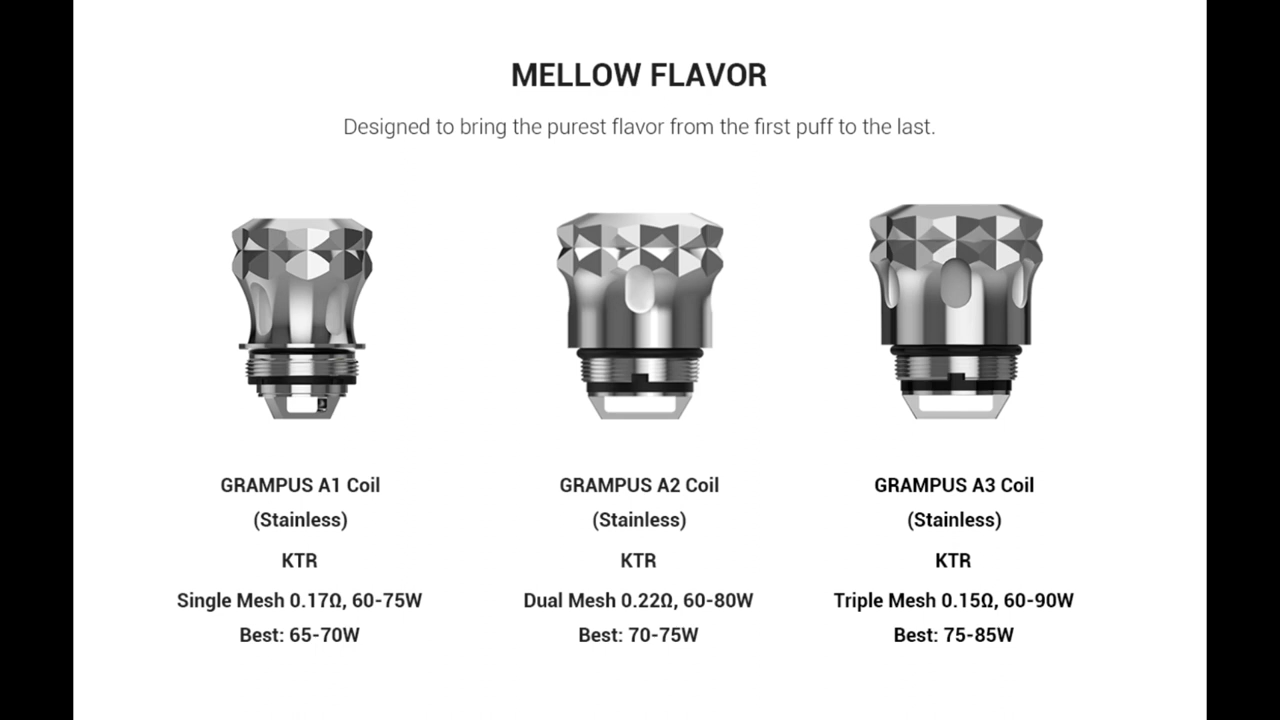 MELLOW FLAVOR
Designed to bring the purest flavor from the first puff to the last.
GRAMPUS A1 Coil
(Stainless)
KTR
Single Mesh 0.17Ω, 60-75W
Best: 65-70W
GRAMPUS A2 Coil
(Stainless)
KTR
Dual Mesh 0.22Ω, 60-80W
Best: 70-75W
GRAMPUS A3 Coil
(Stainless)
KTR
Triple Mesh 0.15Ω, 60-90W
Best: 75-85W